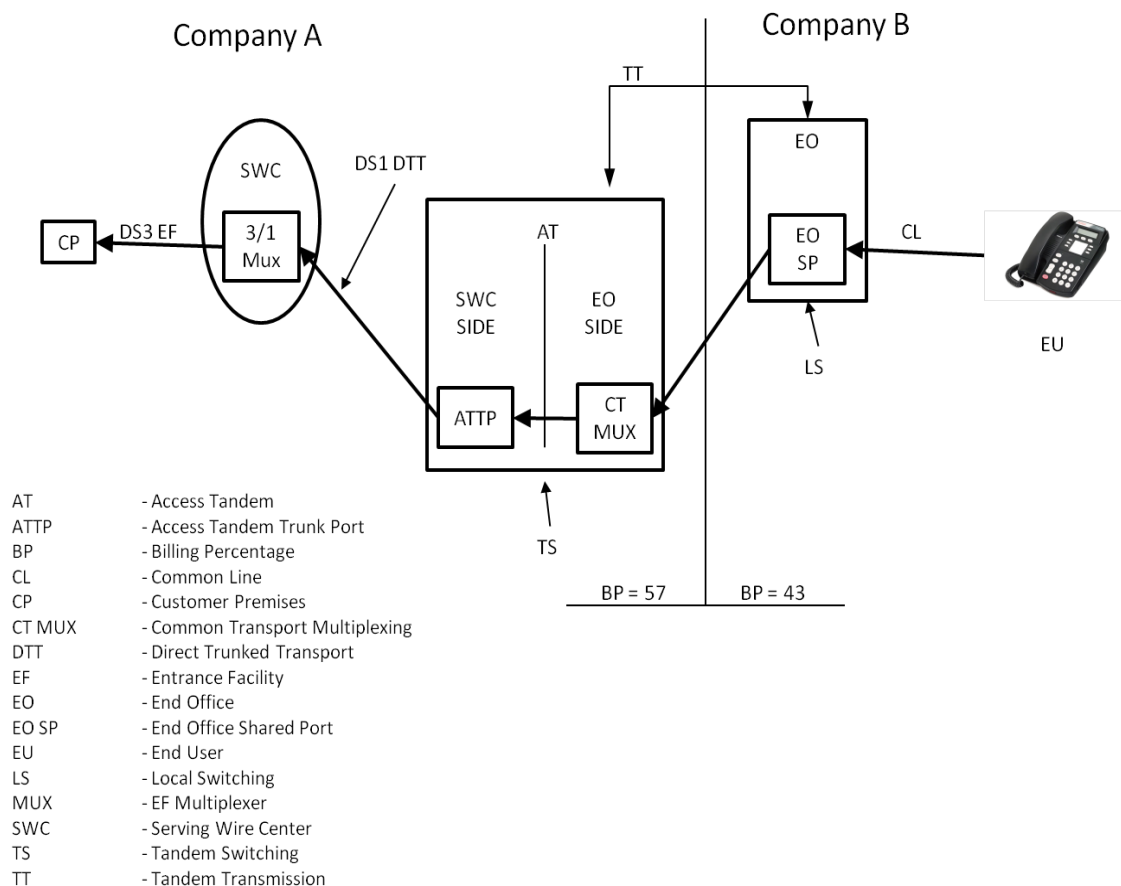 Company A
Company B
TT
EO
SWC
DS1 DTT
CP
DS3 EF
3/1
Mux
AT
EO
SP
CL
SWC
SIDE
EO
SIDE
EU
LS
ATTP
CT
MUX
TS
BP = 57
BP = 43
AT - Access Tandem
ATTP - Access Tandem Trunk Port
BP - Billing Percentage
CL - Common Line
CP - Customer Premises
CT MUX - Common Transport Multiplexing
DTT - Direct Trunked Transport
EF - Entrance Facility
EO - End Office
EO SP - End Office Shared Port
EU - End User
LS - Local Switching
MUX - EF Multiplexer
SWC - Serving Wire Center
TS - Tandem Switching
TT - Tandem Transmission